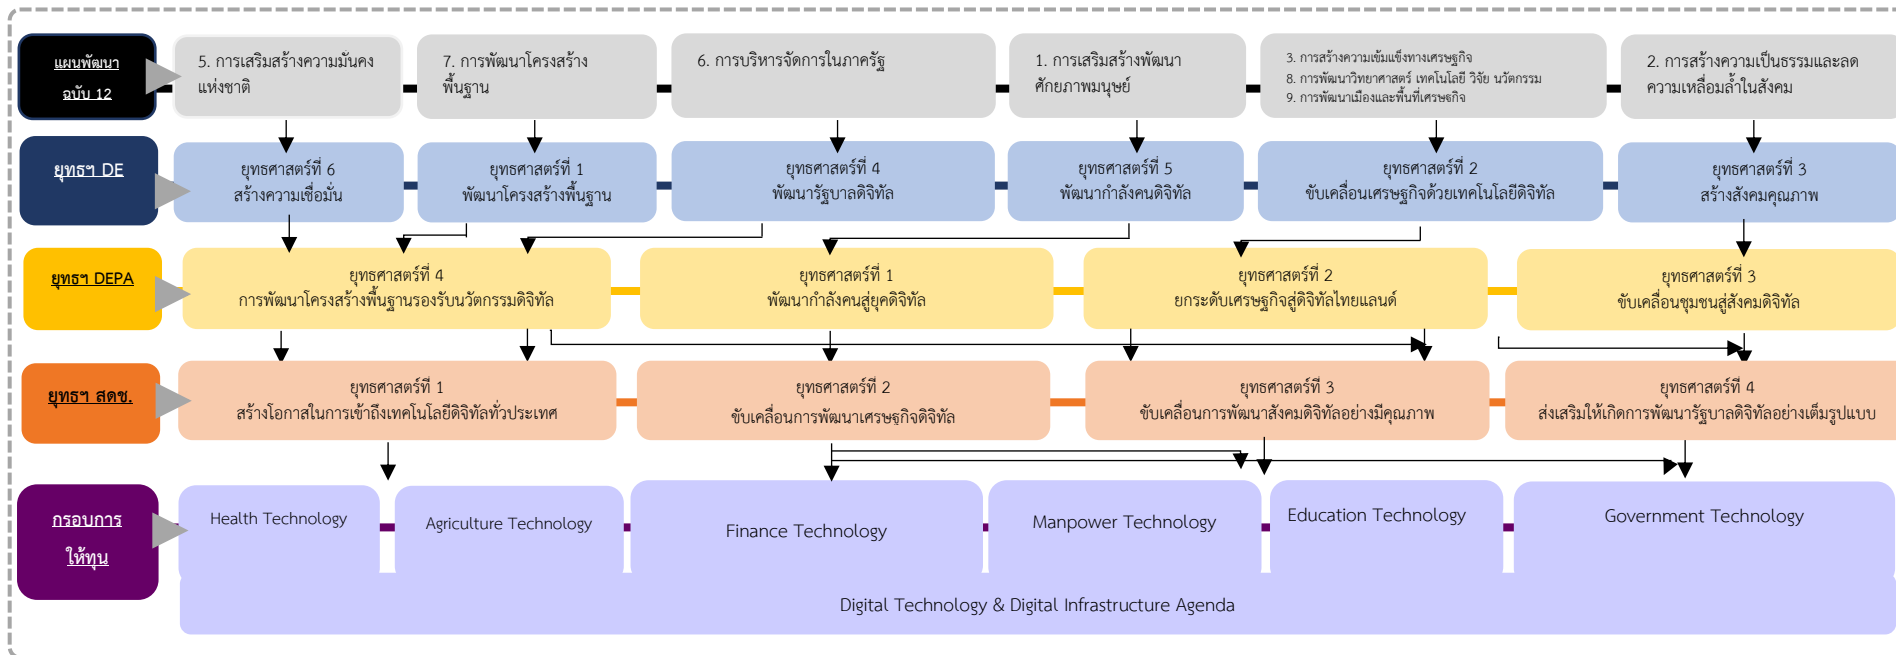 แผนพัฒนา
ฉบับ 12
5. การเสริมสร้างความมั่นคง
แห่งชาติ
7. การพัฒนาโครงสร้าง
พื้นฐาน
6. การบริหารจัดการในภาครัฐ
1. การเสริมสร้างพัฒนา
ศักยภาพมนุษย์
3. การสร้างความเข้มแข็งทางเศรษฐกิจ
8. การพัฒนาวิทยาศาสตร์ เทคโนโลยี วิจัย นวัตกรรม
9. การพัฒนาเมืองและพื้นที่เศรษฐกิจ
2. การสร้างความเป็นธรรมและลด
ความเหลื่อมล้ำในสังคม
ยุทธฯ DE
ยุทธศาสตร์ที่ 6
สร้างความเชื่อมั่น
ยุทธศาสตร์ที่ 1
พัฒนาโครงสร้างพื้นฐาน
ยุทธศาสตร์ที่ 4
พัฒนารัฐบาลดิจิทัล
ยุทธศาสตร์ที่ 5
พัฒนากำลังคนดิจิทัล
ยุทธศาสตร์ที่ 2
ขับเคลื่อนเศรษฐกิจด้วยเทคโนโลยีดิจิทัล
ยุทธศาสตร์ที่ 3
สร้างสังคมคุณภาพ
ยุทธฯ DEPA
ยุทธศาสตร์ที่ 4
การพัฒนาโครงสร้างพื้นฐานรองรับนวัตกรรมดิจิทัล
ยุทธศาสตร์ที่ 1
พัฒนากำลังคนสู่ยุคดิจิทัล
ยุทธศาสตร์ที่ 2
ยกระดับเศรษฐกิจสู่ดิจิทัลไทยแลนด์
ยุทธศาสตร์ที่ 3
ขับเคลื่อนชุมชนสู่สังคมดิจิทัล
ยุทธฯ สดช.
ยุทธศาสตร์ที่ 1
สร้างโอกาสในการเข้าถึงเทคโนโลยีดิจิทัลทั่วประเทศ
ยุทธศาสตร์ที่ 2
ขับเคลื่อนการพัฒนาเศรษฐกิจดิจิทัล
ยุทธศาสตร์ที่ 3
ขับเคลื่อนการพัฒนาสังคมดิจิทัลอย่างมีคุณภาพ
ยุทธศาสตร์ที่ 4
ส่งเสริมให้เกิดการพัฒนารัฐบาลดิจิทัลอย่างเต็มรูปแบบ
กรอบการ
ให้ทุน
Health Technology
Agriculture Technology
Finance Technology
Manpower Technology
Education Technology
Government Technology
Digital Technology & Digital Infrastructure Agenda